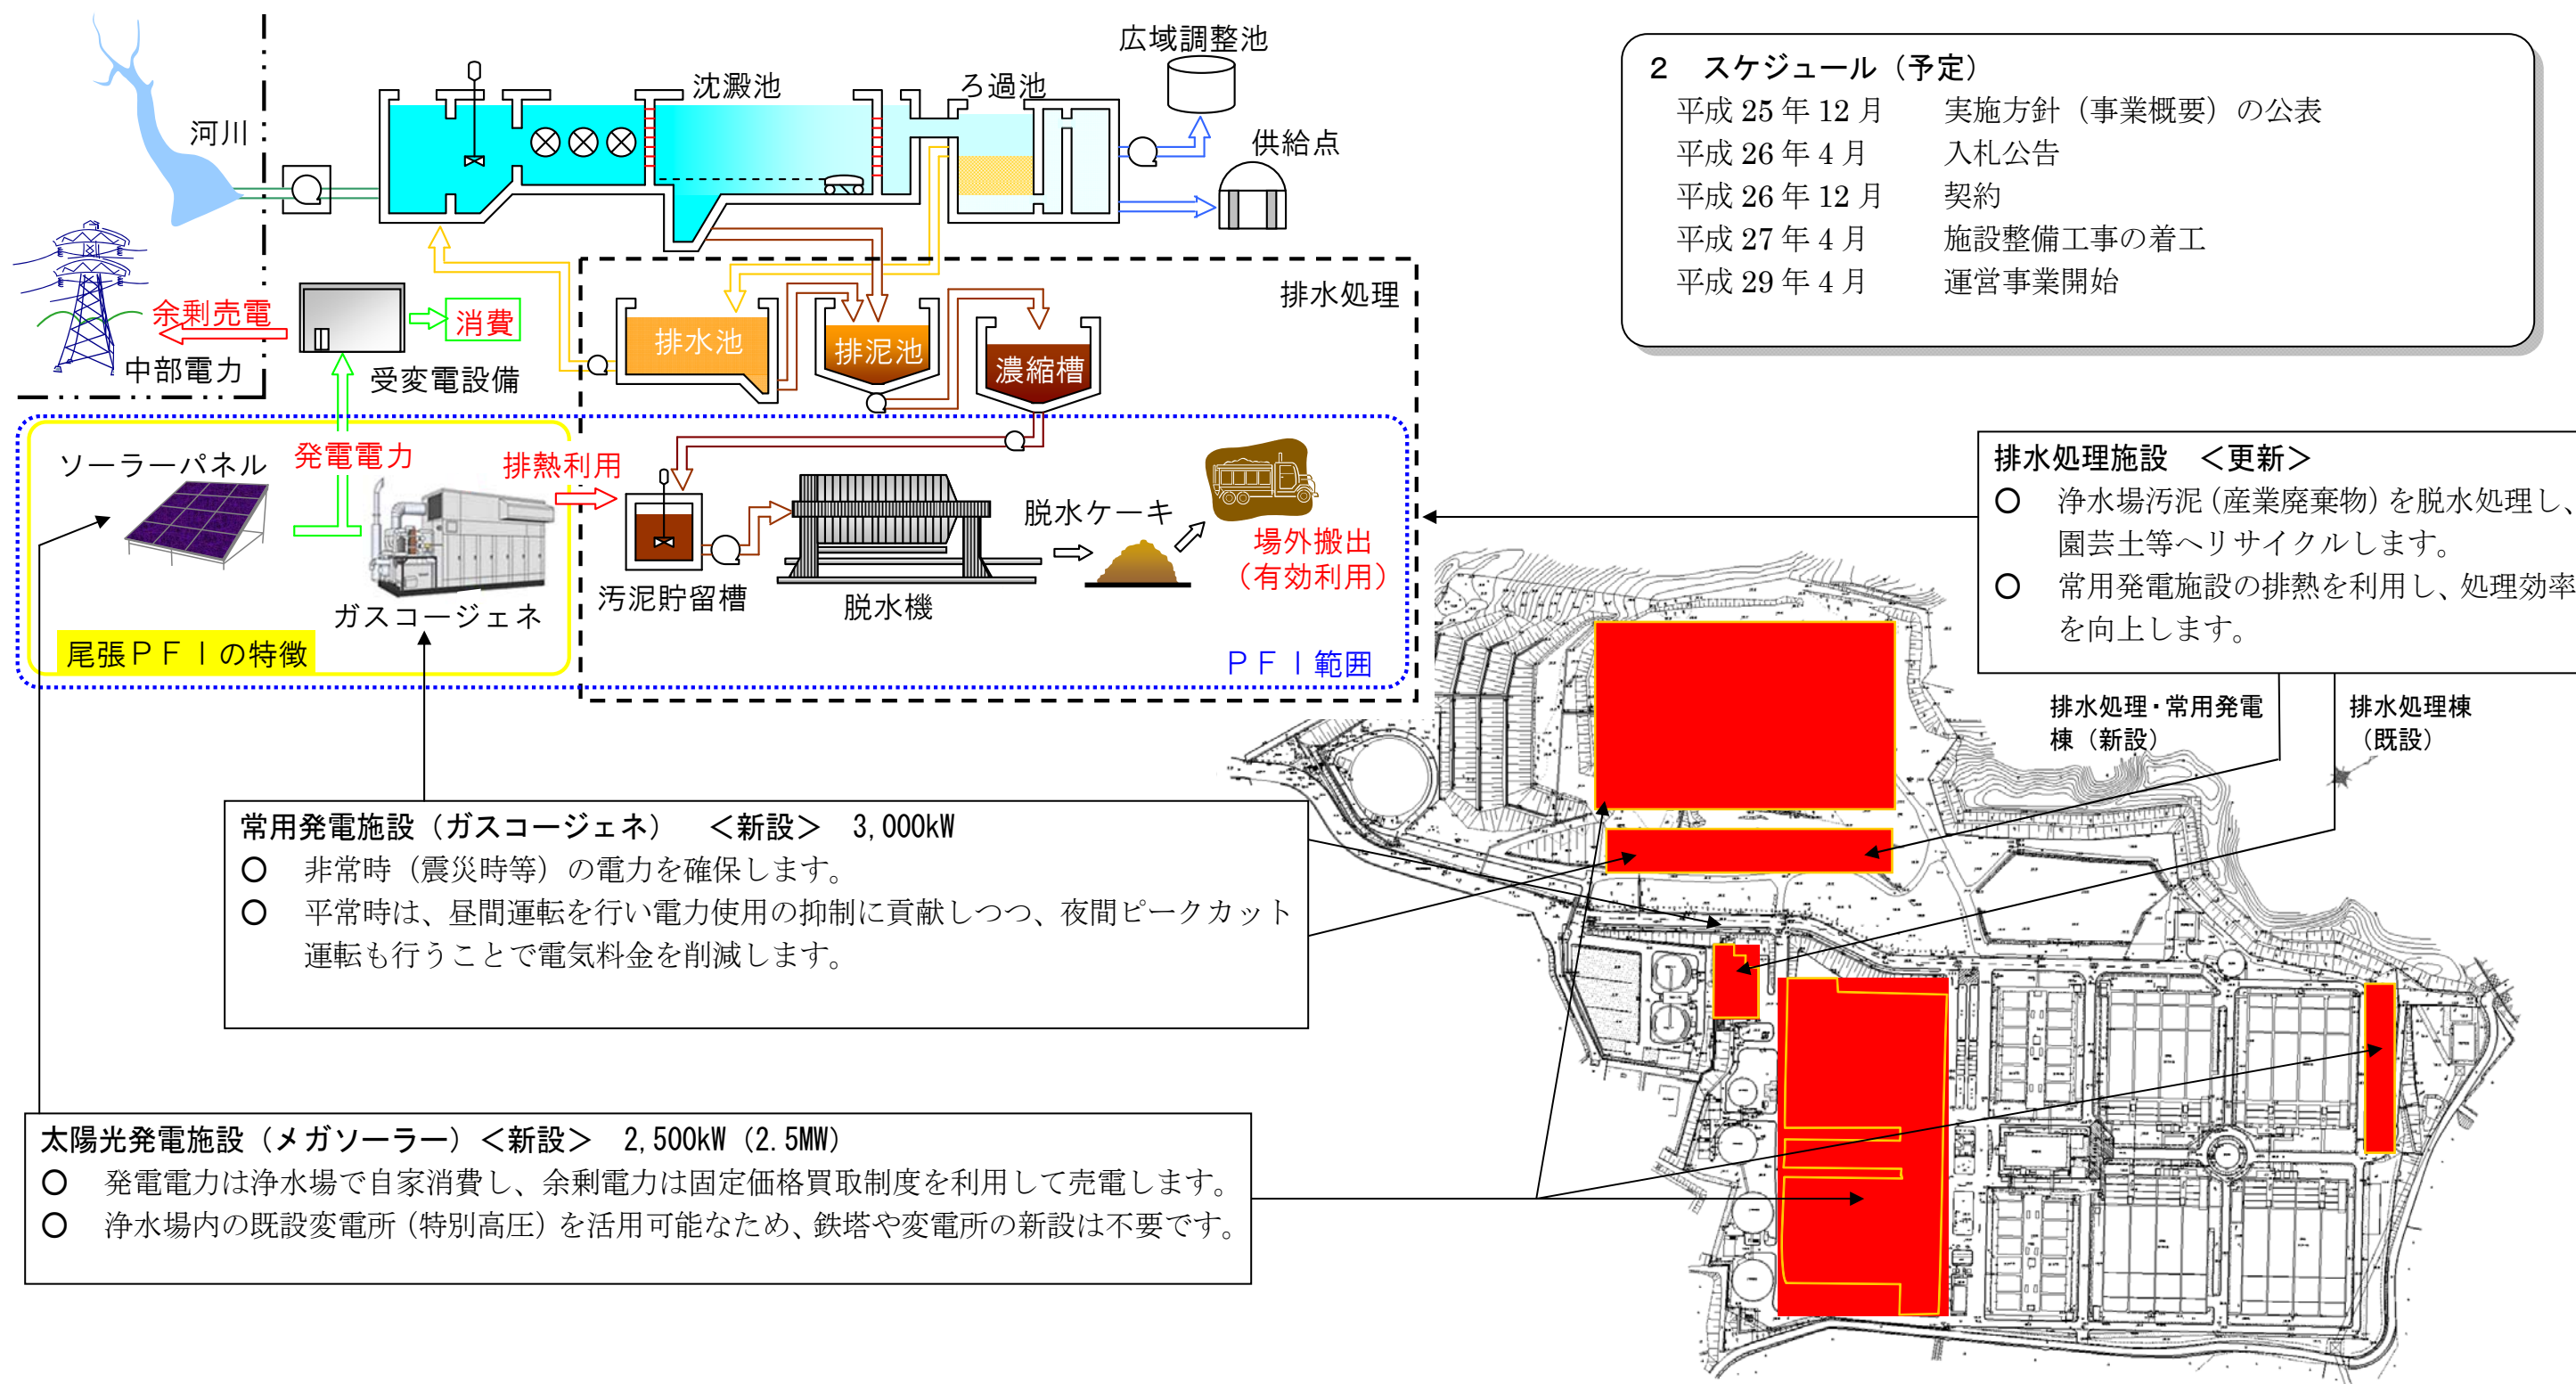 広域調整池
沈澱池
ろ過池
河川
供給点
排水処理
余剰売電
消費
中部電力
受変電設備
排水池
排泥池
濃縮槽
ソーラーパネル
発電電力
排熱利用
ガスコージェネ
尾張ＰＦＩの特徴
汚泥貯留槽
脱水機
脱水ケーキ
場外搬出
（有効利用）
ＰＦＩ範囲
２　スケジュール（予定）
平成 25 年 12 月　実施方針（事業概要）の公表
平成 26 年 4 月　入札公告
平成 26 年 12 月　契約
平成 27 年 4 月　施設整備工事の着工
平成 29 年 4 月　運営事業開始
排水処理施設　＜更新＞
○　浄水場汚泥（産業廃棄物）を脱水処理し、
園芸土等へリサイクルします。
○　常用発電施設の排熱を利用し、処理効率
を向上します。
排水処理・常用発電
棟（新設）
排水処理棟
（既設）
常用発電施設（ガスコージェネ）　＜新設＞　3,000kW
○　非常時（震災時等）の電力を確保します。
○　平常時は、昼間運転を行い電力使用の抑制に貢献しつつ、夜間ピークカット
運転も行うことで電気料金を削減します。
太陽光発電施設（メガソーラー）＜新設＞　2,500kW（2.5MW）
○　発電電力は浄水場で自家消費し、余剰電力は固定価格買取制度を利用して売電します。
○　浄水場内の既設変電所（特別高圧）を活用可能なため、鉄塔や変電所の新設は不要です。